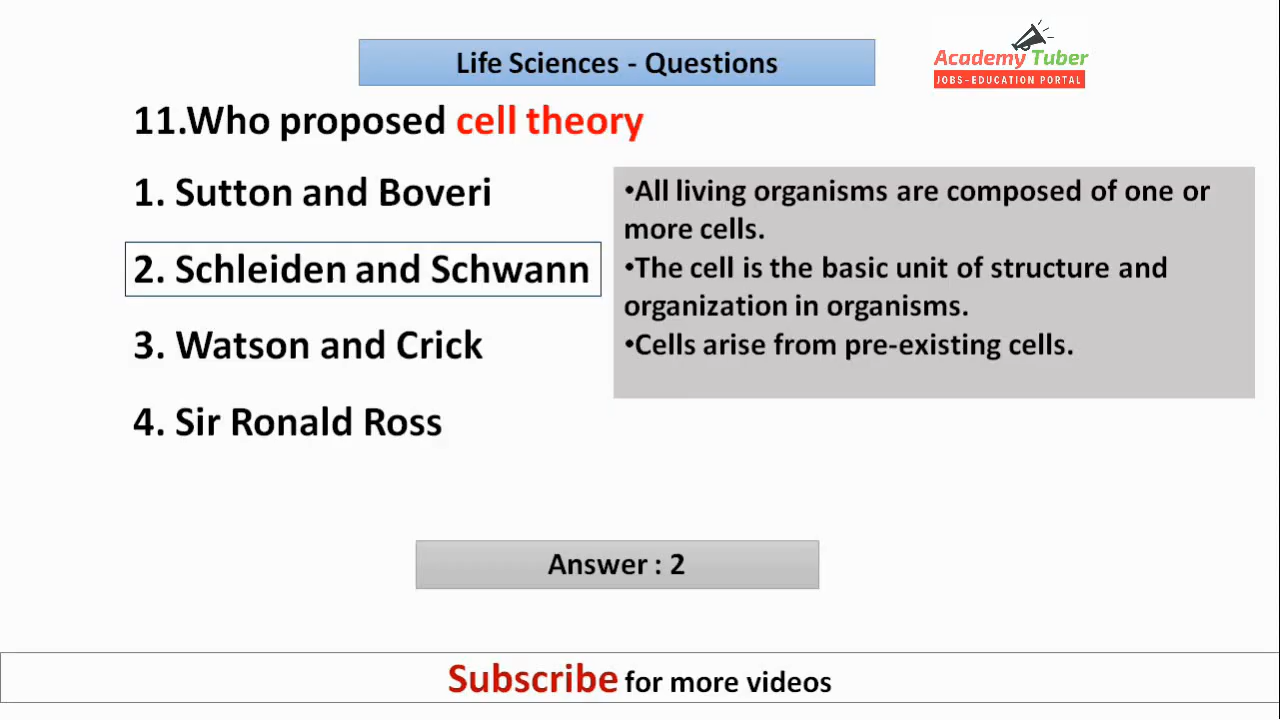 Life Sciences - Questions
Academy Tuber
JOBS-EDUCATION PORTAL
11.Who proposed cell theory
1. Sutton and Boveri
2. Schleiden and Schwann
3. Watson and Crick
4. Sir Ronald Ross
•All living organisms are composed of one or
more cells.
•The cell is the basic unit of structure and
organization in organisms.
•Cells arise from pre-existing cells.
Answer : 2
Subscribe for more videos